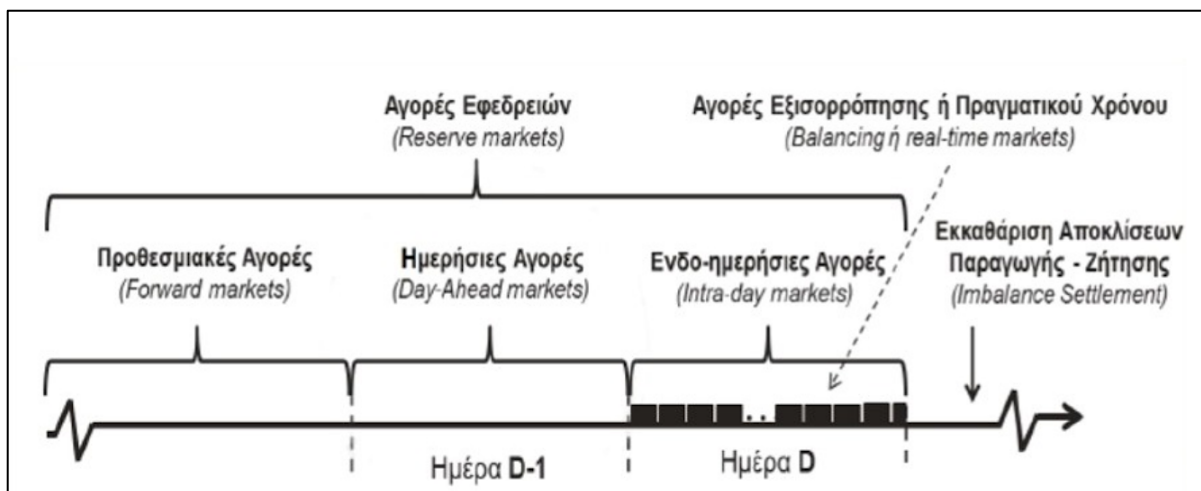 Αγορές Εφεδρειών
(Reserve markets)
Αγορές Εξισορρόπησης ή Πραγματικού Χρόνου
(Balancing ή real-time markets)
Προθεσμιακές Αγορές
(Forward markets)
Ημερήσιες Αγορές
(Day-Ahead markets)
Ενδο-ημερήσιες Αγορές
(Intra-day markets)
Εκκαθάριση Αποκλίσεων
Παραγωγής - Ζήτησης
(Imbalance Settlement)
Ημέρα D-1
Ημέρα D